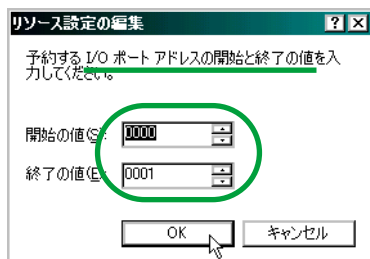 リソース設定の編集
予約する I/O ポート アドレスの開始と終了の値を入
力してください。
開始の値(S): 0000
終了の値(E): 0001
OK キャンセル